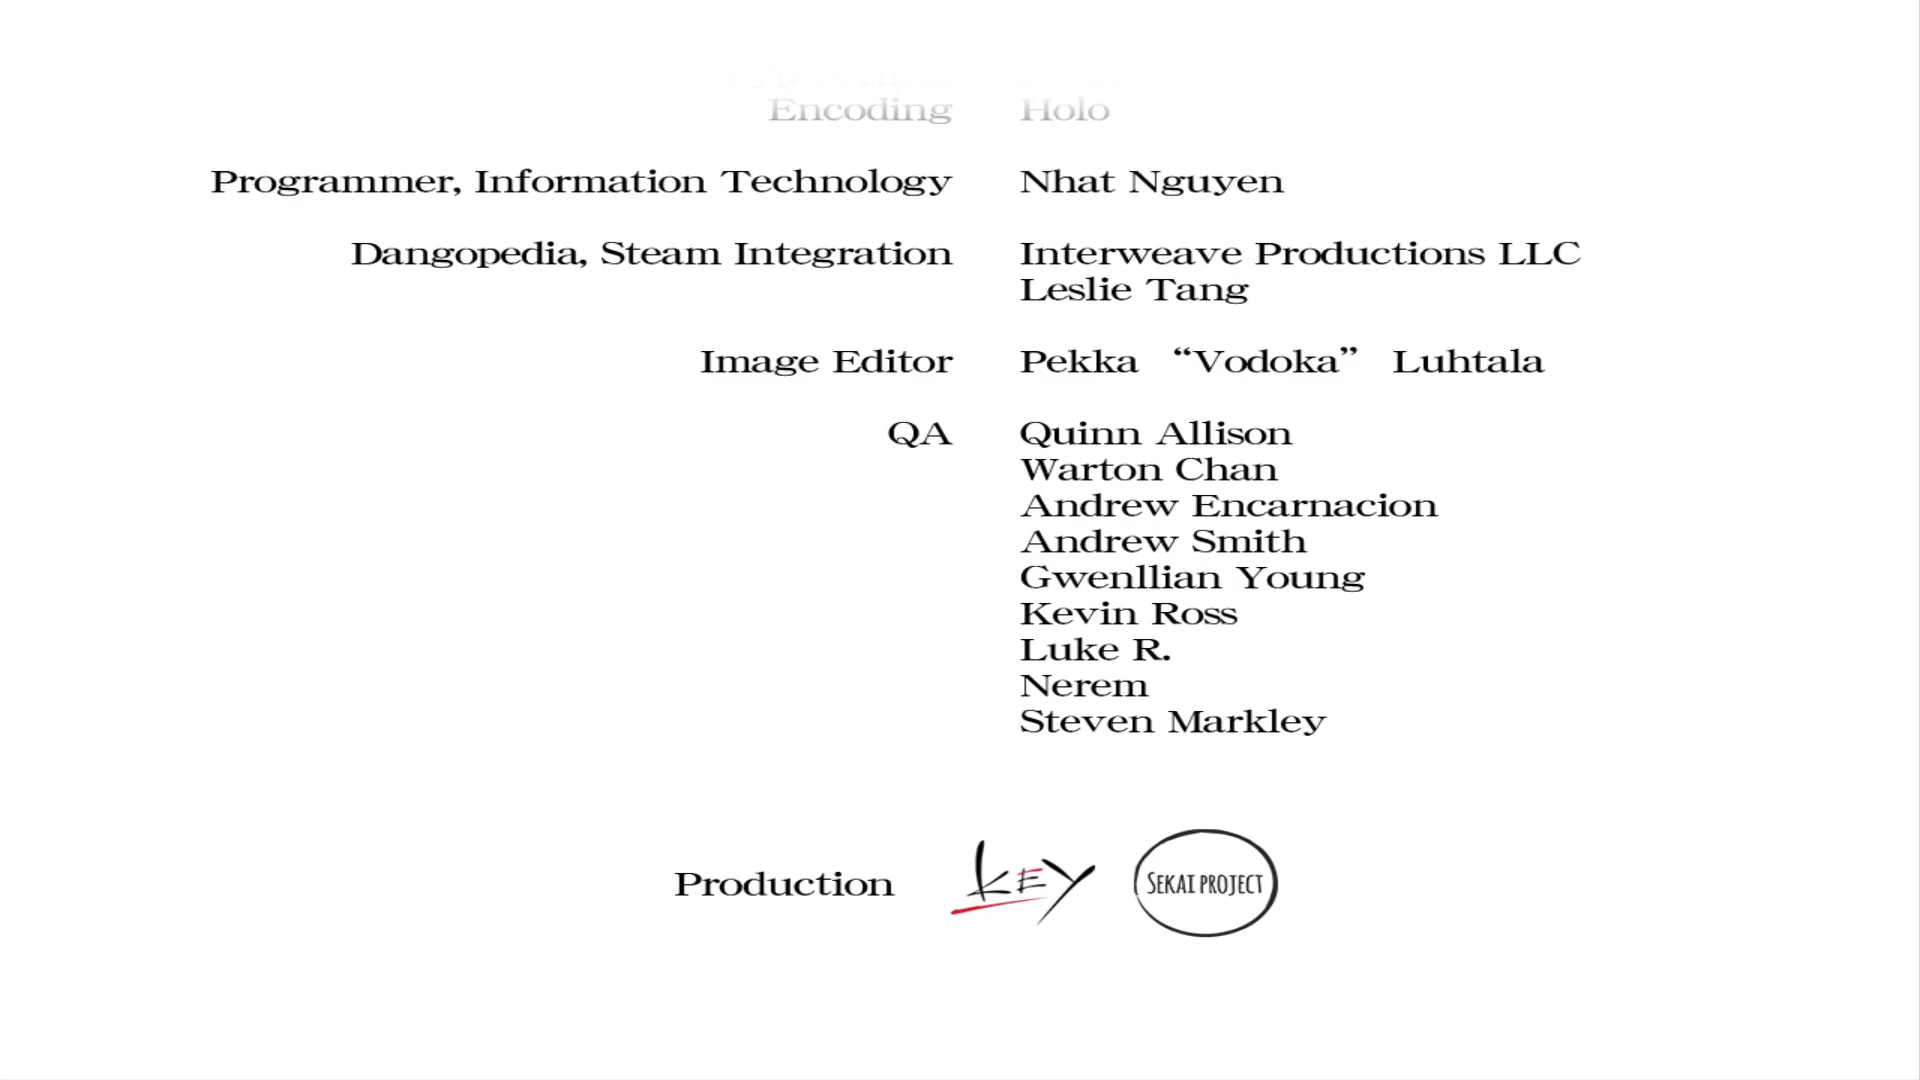 Encoding Holo
Programmer, Information Technology Nhat Nguyen
Dangopedia, Steam Integration Interweave Productions LLC
Leslie Tang
Image Editor Pekka “Vodoka” Luhtala
QA Quinn Allison
Warton Chan
Andrew Encarnacion
Andrew Smith
Gwenllian Young
Kevin Ross
Luke R.
Nerem
Steven Markley
Production KEY SEKAI PROJECT